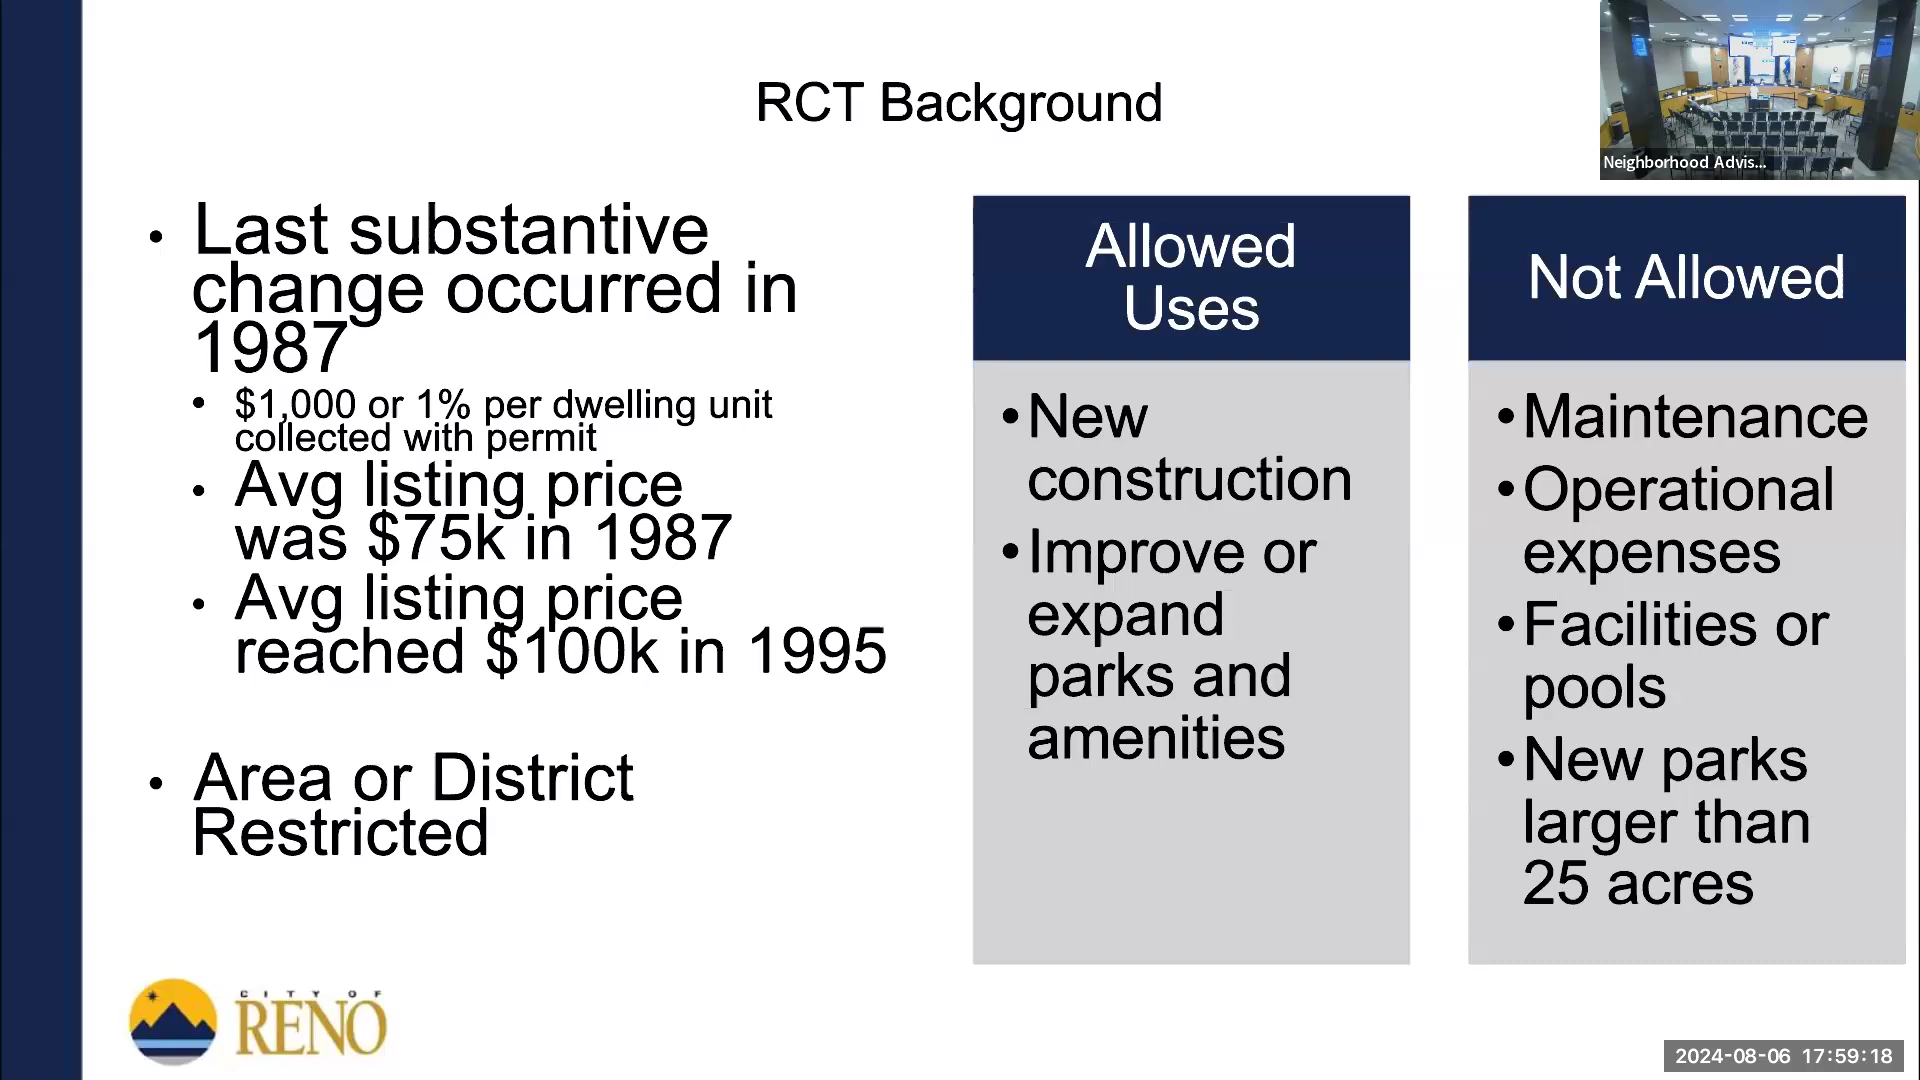 RCT Background
Neighborhood Advis...
• Last substantive
change occurred in
1987
• $1,000 or 1% per dwelling unit
collected with permit
• Avg listing price
was $75k in 1987
• Avg listing price
reached $100k in 1995
• Area or District
Restricted
Allowed
Uses
•New
construction
•Improve or
expand
parks and
amenities
Not Allowed
•Maintenance
•Operational
expenses
•Facilities or
pools
•New parks
larger than
25 acres
CITY OF
RENO
2024-08-06 17:59:18